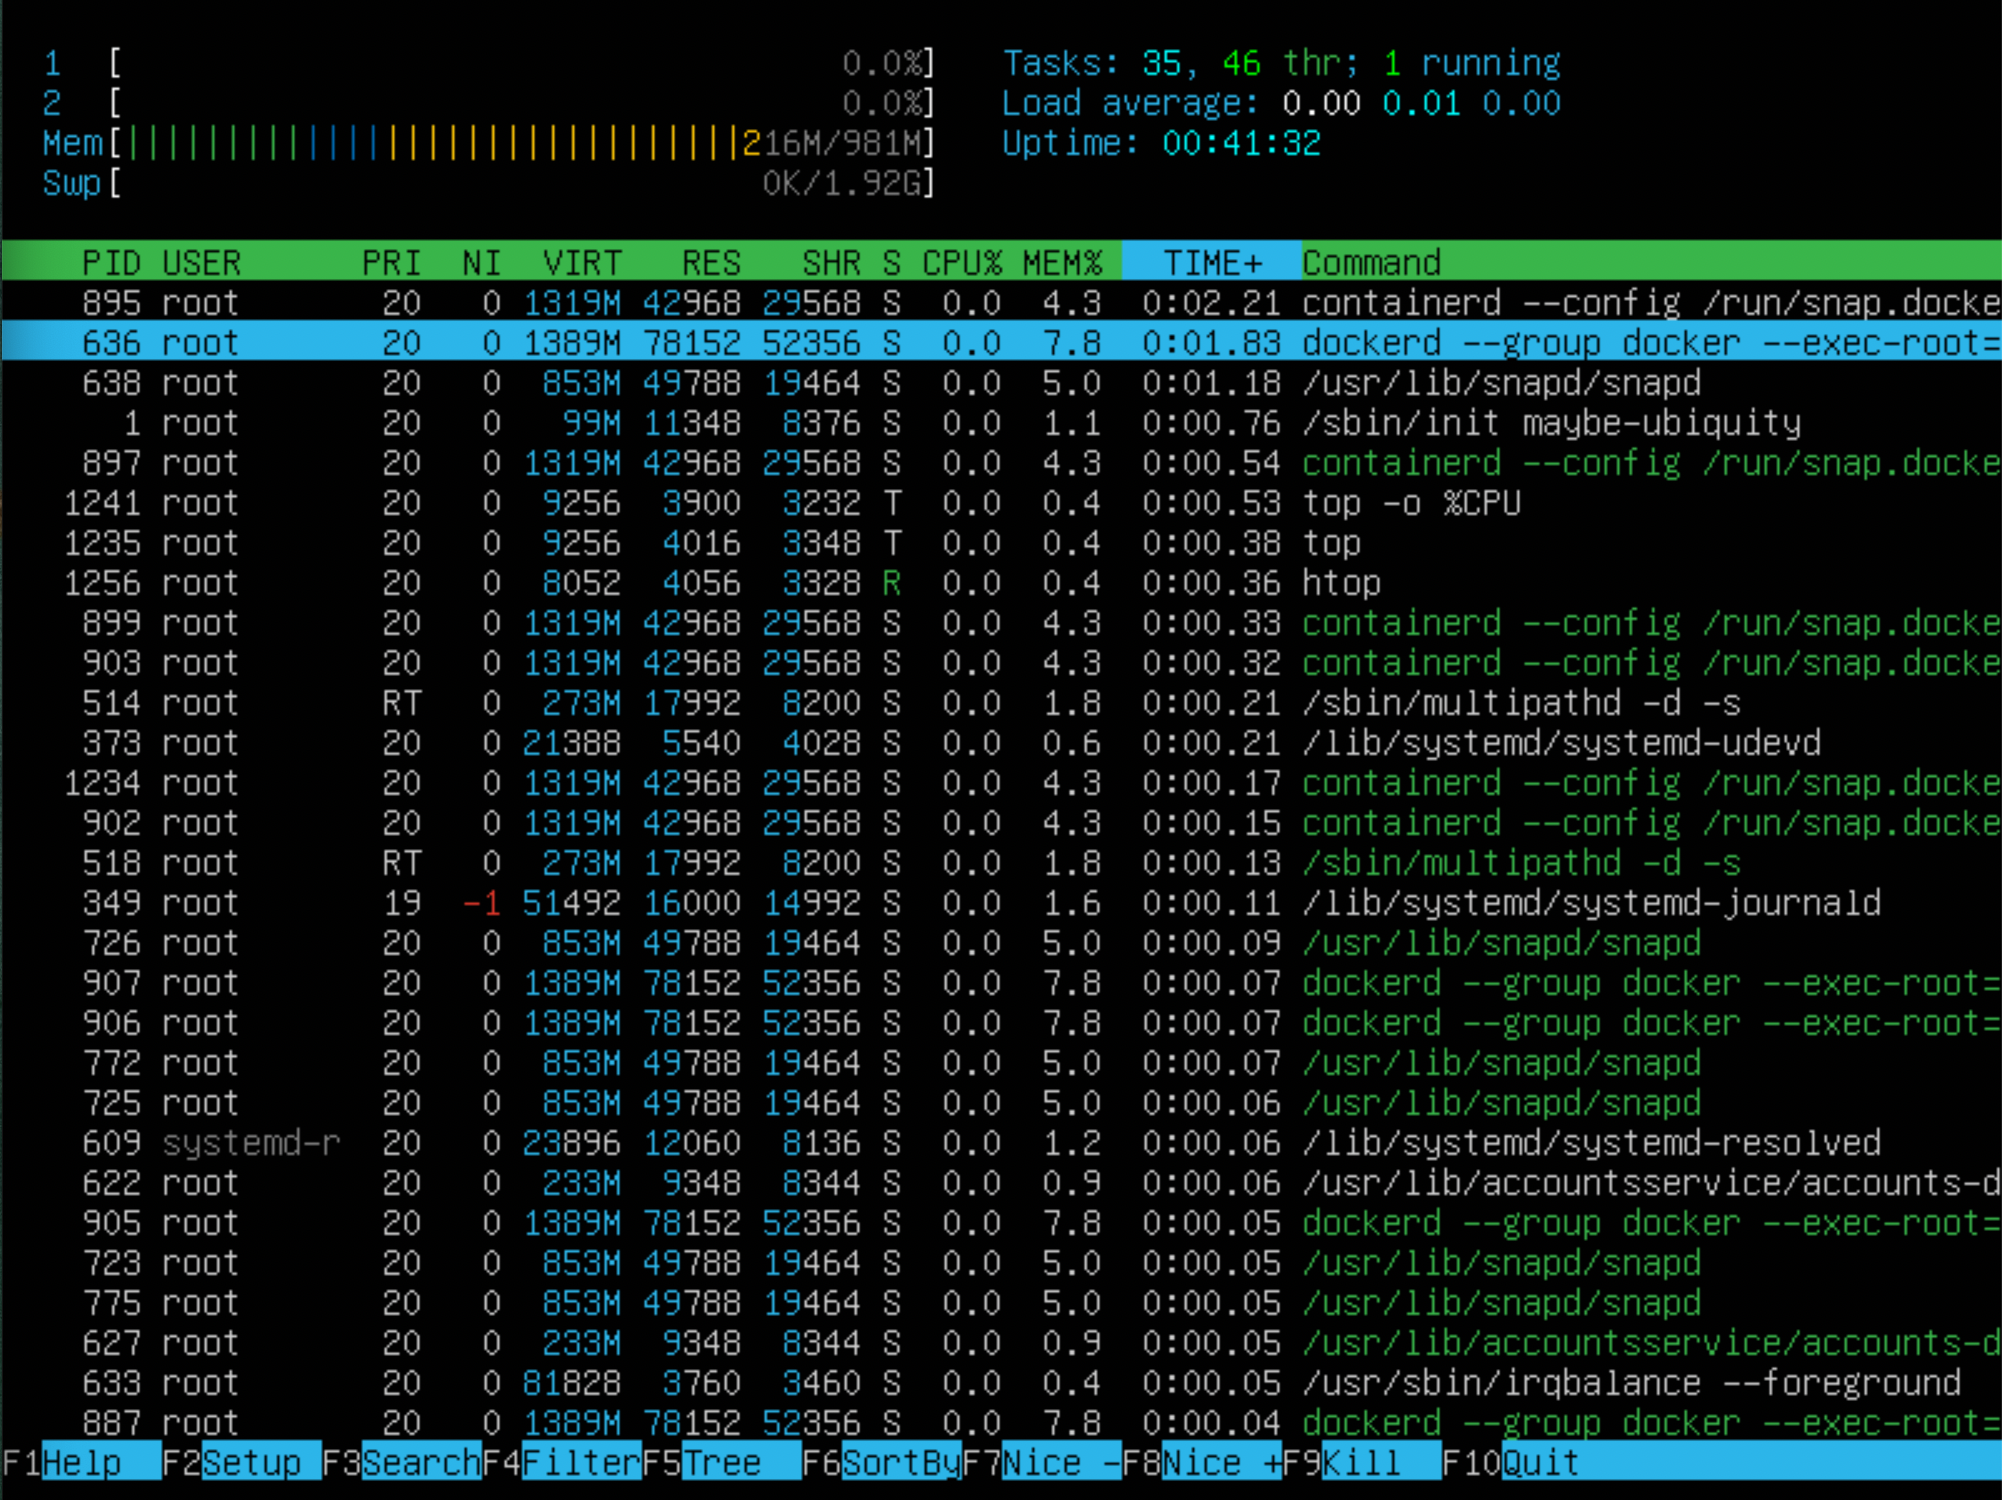 1 [ 0.0%] Tasks: 35, 46 thr; 1 running
2 [ 0.0%] Load average: 0.00 0.01 0.00
Mem[|||||||||||||||||||||||||||||||216M/981M] Uptime: 00:41:32
Swp[ 0K/1.92G]
PID USER PRI NI VIRT RES SHR S CPU% MEM% TIME+ Command
895 root 20 0 1319M 42968 29568 S 0.0 4.3 0:02.21 containerd --config /run/snap.docke
636 root 20 0 1389M 78152 52356 S 0.0 7.8 0:01.83 dockerd --group docker --exec-root=
638 root 20 0 853M 49788 19464 S 0.0 5.0 0:01.18 /usr/lib/snapd/snapd
1 root 20 0 99M 11348 8376 S 0.0 1.1 0:00.76 /sbin/init maybe-ubiquity
897 root 20 0 1319M 42968 29568 S 0.0 4.3 0:00.54 containerd --config /run/snap.docke
1241 root 20 0 9256 3900 3232 T 0.0 0.4 0:00.53 top -o %CPU
1235 root 20 0 9256 4016 3348 T 0.0 0.4 0:00.38 top
1256 root 20 0 8052 4056 3328 R 0.0 0.4 0:00.36 htop
899 root 20 0 1319M 42968 29568 S 0.0 4.3 0:00.33 containerd --config /run/snap.docke
903 root 20 0 1319M 42968 29568 S 0.0 4.3 0:00.32 containerd --config /run/snap.docke
514 root RT 0 273M 17992 8200 S 0.0 1.8 0:00.21 /sbin/multipathd -d -s
373 root 20 0 21388 5540 4028 S 0.0 0.6 0:00.21 /lib/systemd/systemd-udevd
1234 root 20 0 1319M 42968 29568 S 0.0 4.3 0:00.17 containerd --config /run/snap.docke
902 root 20 0 1319M 42968 29568 S 0.0 4.3 0:00.15 containerd --config /run/snap.docke
518 root RT 0 273M 17992 8200 S 0.0 1.8 0:00.13 /sbin/multipathd -d -s
349 root 19 -1 51492 16000 14992 S 0.0 1.6 0:00.11 /lib/systemd/systemd-journald
726 root 20 0 853M 49788 19464 S 0.0 5.0 0:00.09 /usr/lib/snapd/snapd
907 root 20 0 1389M 78152 52356 S 0.0 7.8 0:00.07 dockerd --group docker --exec-root=
906 root 20 0 1389M 78152 52356 S 0.0 7.8 0:00.07 dockerd --group docker --exec-root=
772 root 20 0 853M 49788 19464 S 0.0 5.0 0:00.07 /usr/lib/snapd/snapd
725 root 20 0 853M 49788 19464 S 0.0 5.0 0:00.06 /usr/lib/snapd/snapd
609 systemd-r 20 0 23896 12060 8136 S 0.0 1.2 0:00.06 /lib/systemd/systemd-resolved
622 root 20 0 233M 9348 8344 S 0.0 0.9 0:00.06 /usr/lib/accountsservice/accounts-d
905 root 20 0 1389M 78152 52356 S 0.0 7.8 0:00.05 dockerd --group docker --exec-root=
723 root 20 0 853M 49788 19464 S 0.0 5.0 0:00.05 /usr/lib/snapd/snapd
775 root 20 0 853M 49788 19464 S 0.0 5.0 0:00.05 /usr/lib/snapd/snapd
627 root 20 0 233M 9348 8344 S 0.0 0.9 0:00.05 /usr/lib/accountsservice/accounts-d
633 root 20 0 81828 3760 3460 S 0.0 0.4 0:00.05 /usr/sbin/irqbalance --foreground
887 root 20 0 1389M 78152 52356 S 0.0 7.8 0:00.04 dockerd --group docker --exec-root=
F1Help F2Setup F3SearchF4FilterF5Tree F6SortByF7Nice -F8Nice +F9Kill F10Quit